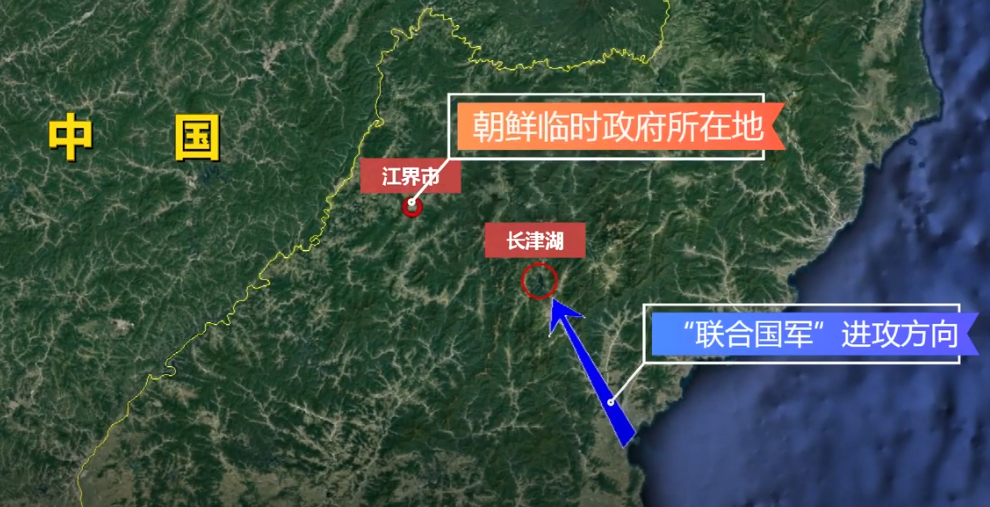 朝鲜临时政府所在地
中国
江界市
长津湖
“联合国军”进攻方向